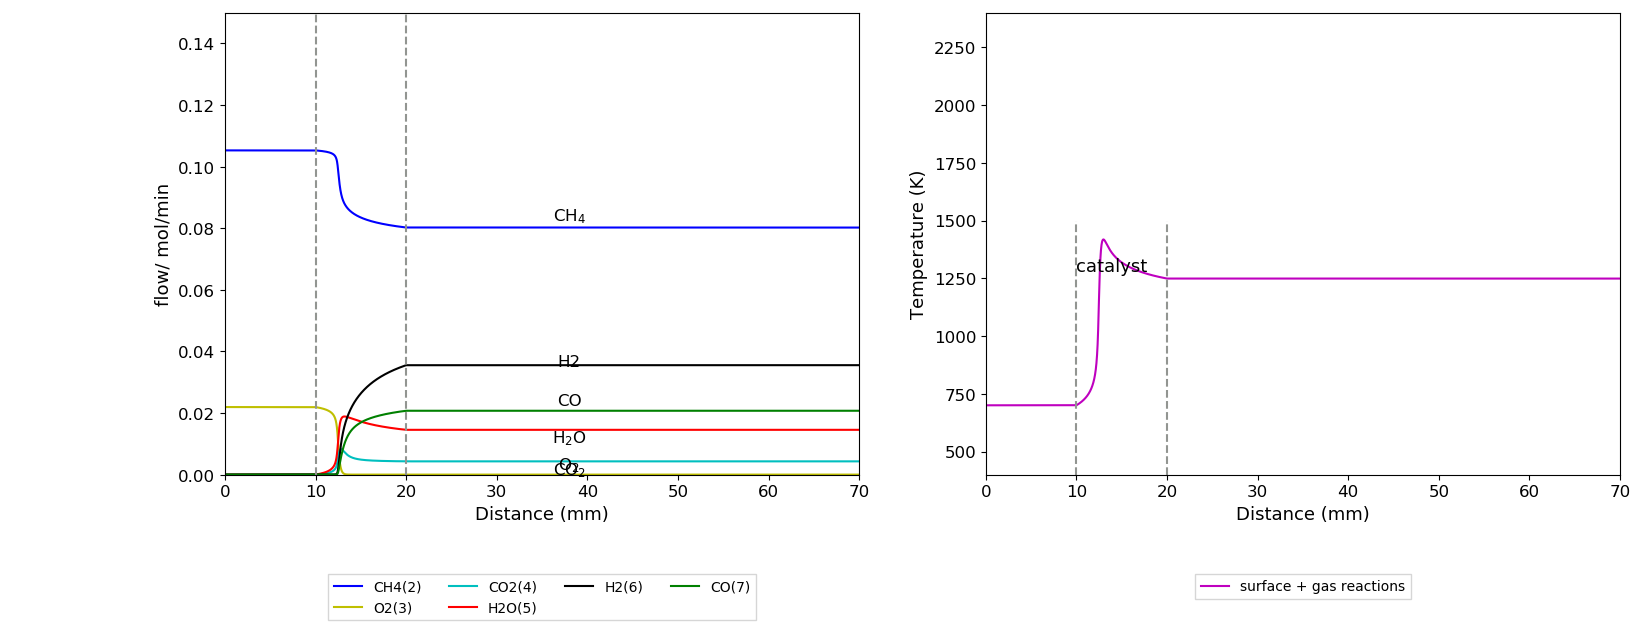 0.14
0.12
0.10
0.08
0.06
0.04
0.02
0.00
flow/ mol/min
CH₄
H2
CO
H₂O
O₂
CO₂
0 10 20 30 40 50 60 70
Distance (mm)
CH4(2) CO2(4) H2(6) CO(7)
O2(3) H2O(5)
2250
2000
1750
1500
1250
1000
750
500
Temperature (K)
catalyst
0 10 20 30 40 50 60 70
Distance (mm)
surface + gas reactions